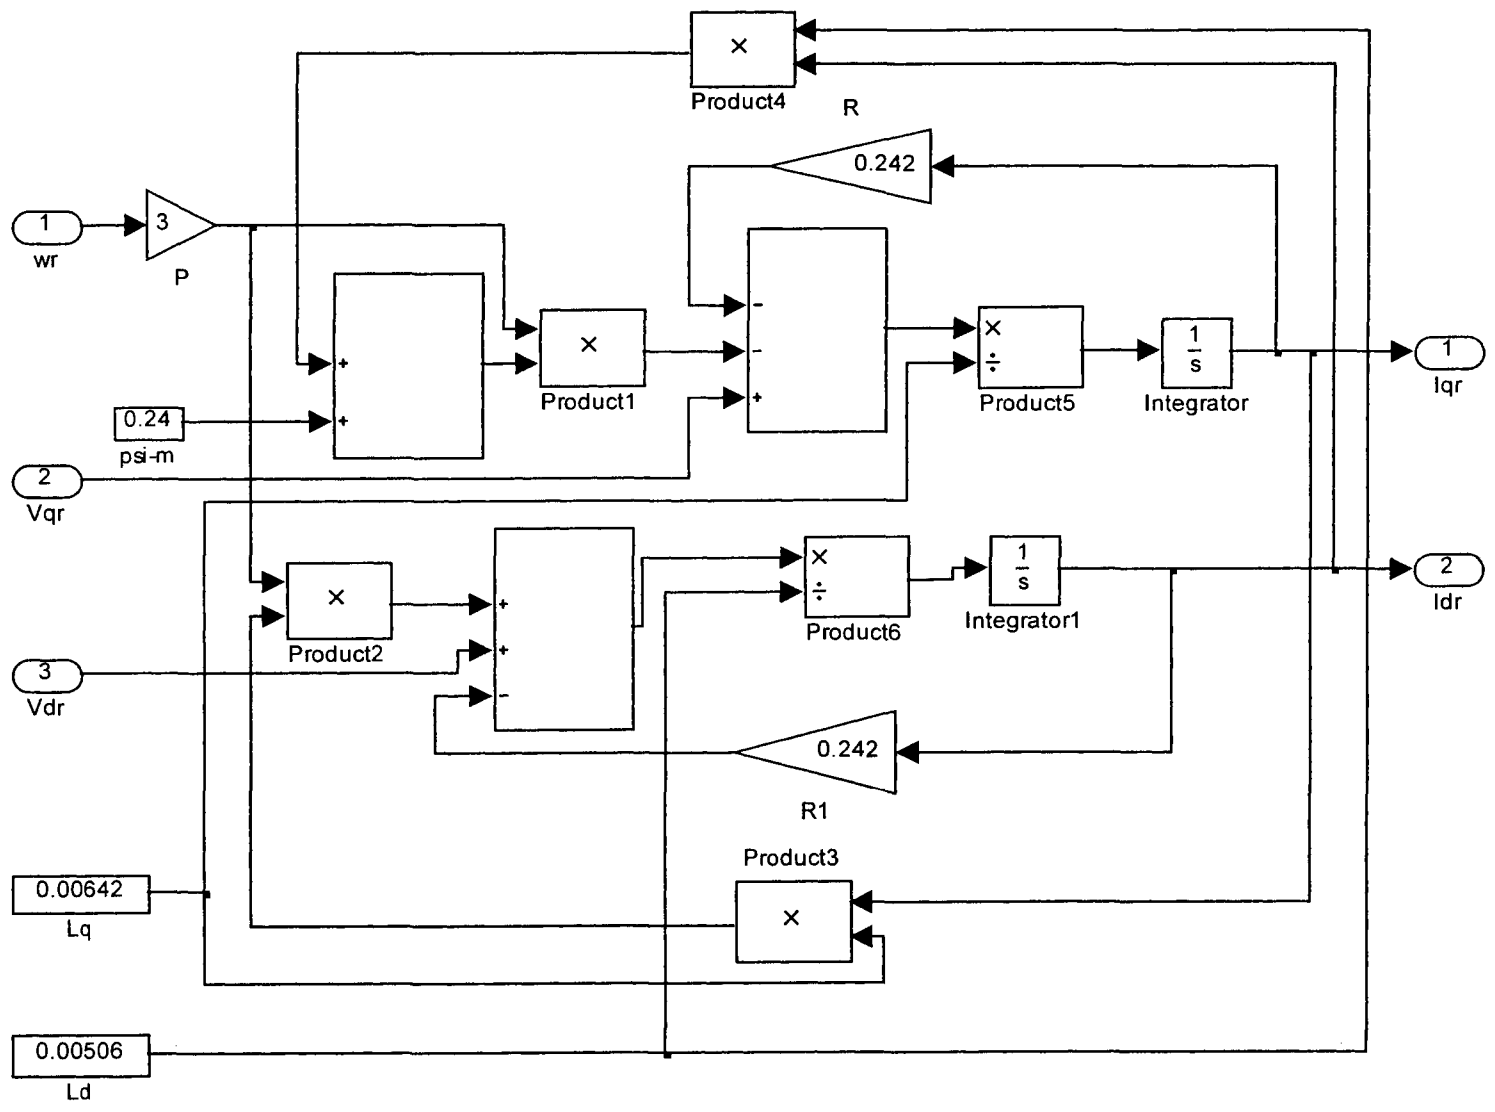 ×
Product4
R
0.242
1
wr
3
P
+
+
×
Product1
-
-
+
×
÷
Product5
1
s
Integrator
1
Iqr
0.24
psi-m
2
Vqr
×
Product2
+
+
-
×
÷
Product6
1
s
Integrator1
2
Idr
3
Vdr
0.242
R1
Product3
×
0.00642
Lq
0.00506
Ld